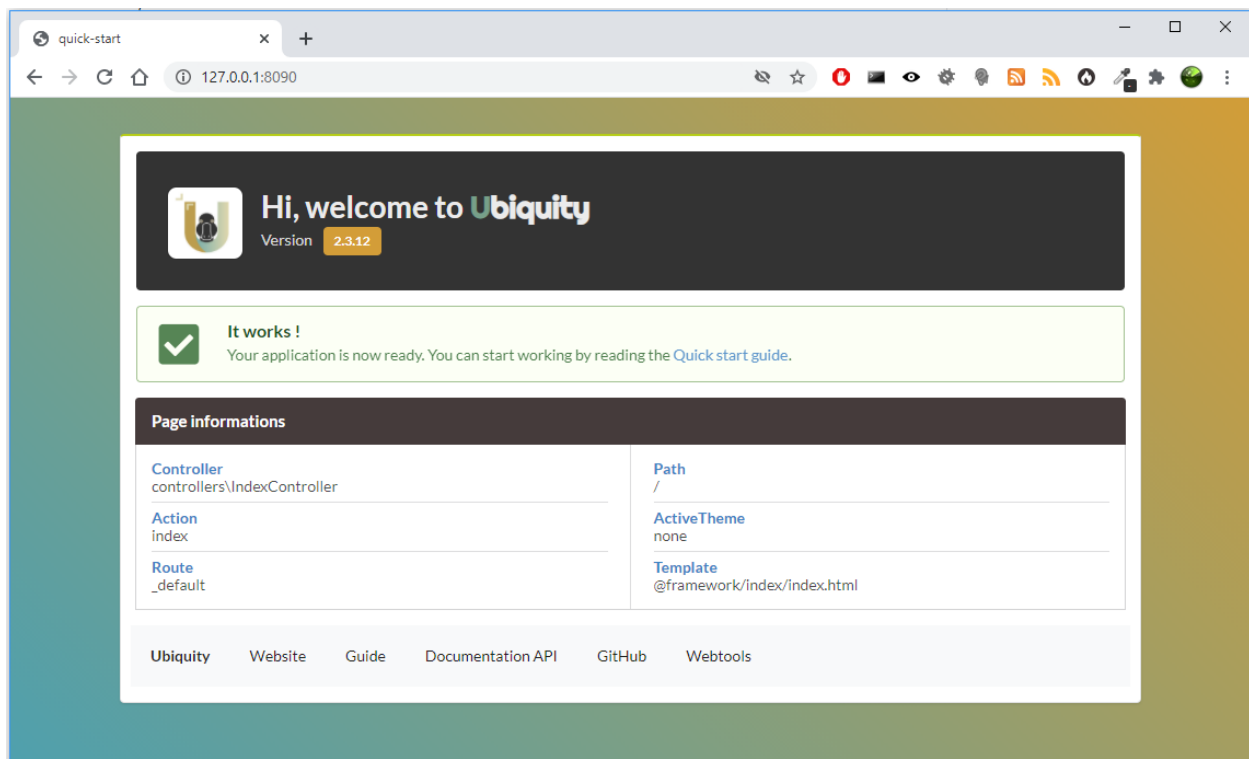 quick-start
127.0.0.1:8090
Hi, welcome to Ubiquity
Version 2.3.12
It works !
Your application is now ready. You can start working by reading the Quick start guide.
Page informations
Controller
controllers\IndexController
Action
index
Route
_default
Path
/
ActiveTheme
none
Template
@framework/index/index.html
Ubiquity Website Guide Documentation API GitHub Webtools